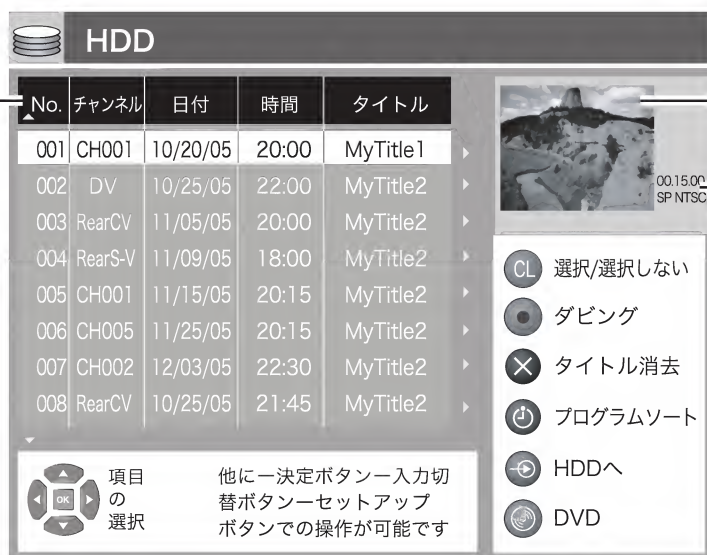 HDD
No. チャンネル 日付 時間 タイトル
001 CH001 10/20/05 20:00 MyTitle1
002 DV 10/25/05 22:00 MyTitle2
003 RearCV 11/05/05 20:00 MyTitle2
004 RearS-V 11/09/05 18:00 MyTitle2
005 CH001 11/15/05 20:15 MyTitle2
006 CH005 11/25/05 20:15 MyTitle2
007 CH002 12/03/05 22:30 MyTitle2
008 RearCV 10/25/05 21:45 MyTitle2
00.15.00
SP NTSC
CL 選択/選択しない
ダビング
タイトル消去
プログラムソート
HDDへ
DVD
OK
項目
の
選択
他にー決定ボタンー入力切
替ボタンーセットアップ
ボタンでの操作が可能です